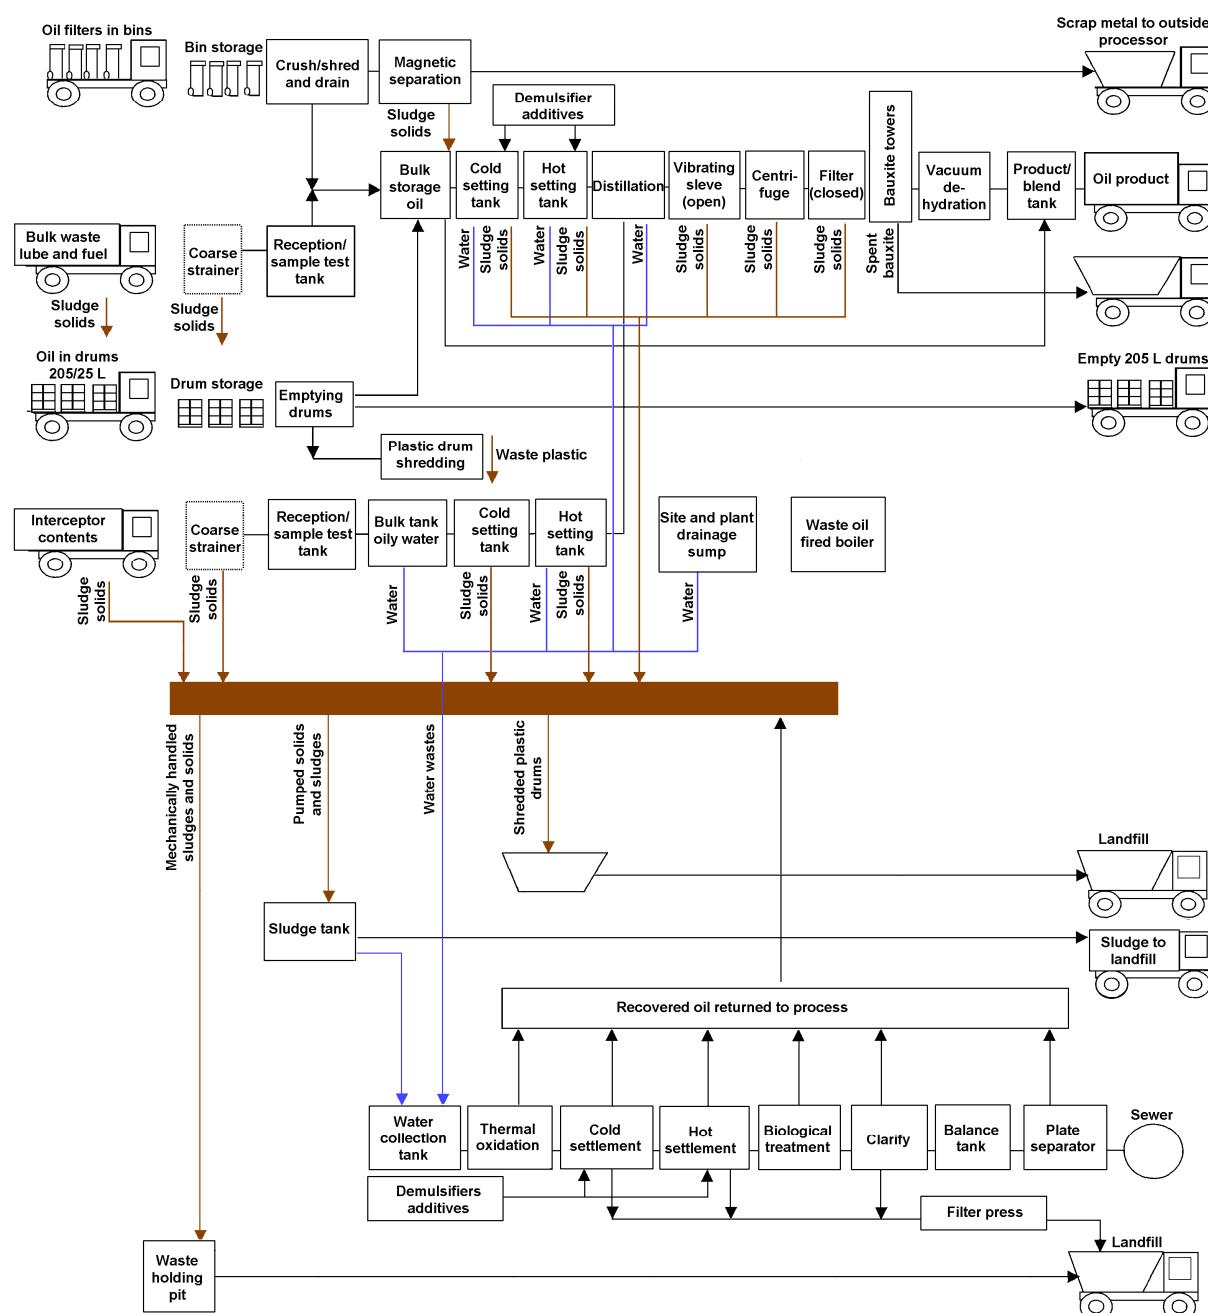 Oil filters in bins
Bin storage
Crush/shred
and drain
Magnetic
separation
Scrap metal to outside
processor
Sludge
solids
Demulsifier
additives
Bulk
storage
oil
Cold
setting
tank
Hot
setting
tank
Distillation
Vibrating
sleve
(open)
Centri-
fuge
Filter
(closed)
Bauxite towers
Vacuum
de-
hydration
Product/
blend
tank
Oil product
Bulk waste
lube and fuel
Coarse
strainer
Reception/
sample test
tank
Water
Sludge
solids
Water
Sludge
solids
Water
Sludge
solids
Sludge
solids
Sludge
solids
Spent
bauxite
Sludge
solids
Sludge
solids
Oil in drums
205/25 L
Drum storage
Emptying
drums
Empty 205 L drums
Plastic drum
shredding
Waste plastic
Interceptor
contents
Coarse
strainer
Reception/
sample test
tank
Bulk tank
oily water
Cold
setting
tank
Hot
setting
tank
Site and plant
drainage
sump
Waste oil
fired boiler
Sludge
solids
Sludge
solids
Water
Sludge
solids
Water
Sludge
solids
Water
Mechanically handled
sludges and solids
Pumped solids
and sludges
Water wastes
Shredded plastic
drums
Landfill
Sludge tank
Sludge to
landfill
Recovered oil returned to process
Water
collection
tank
Thermal
oxidation
Cold
settlement
Hot
settlement
Biological
treatment
Clarify
Balance
tank
Plate
separator
Sewer
Demulsifiers
additives
Filter press
Landfill
Waste
holding
pit